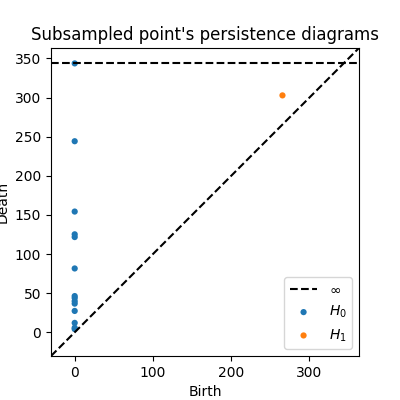 Subsampled point's persistence diagrams
350
300
250
200
150
100
50
0
Death
0 100 200 300
Birth
∞
H₀
H₁